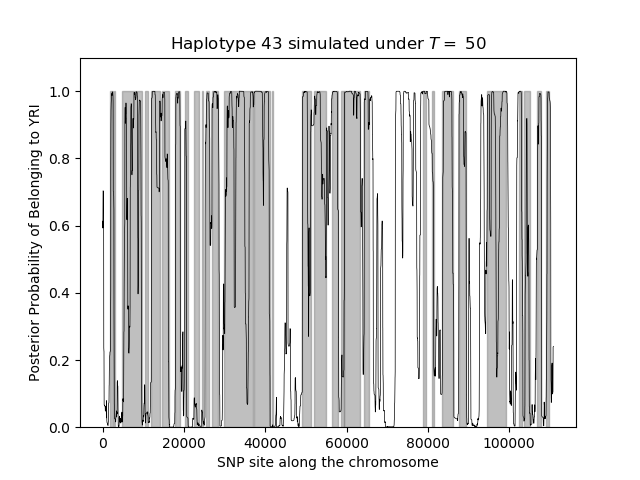 Haplotype 43 simulated under T = 50
Posterior Probability of Belonging to YRI
1.0
0.8
0.6
0.4
0.2
0.0
0 20000 40000 60000 80000 100000
SNP site along the chromosome